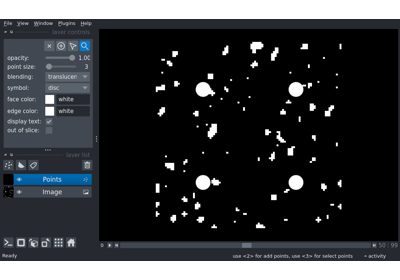 File View Window Plugins Help
layer controls
opacity: 1.00
point size: 3
blending: translucen
symbol: disc
face color: white
edge color: white
display text:
out of slice:
layer list
Points
Image
0 50 99
Ready use <2> for add points, use <3> for select points activity